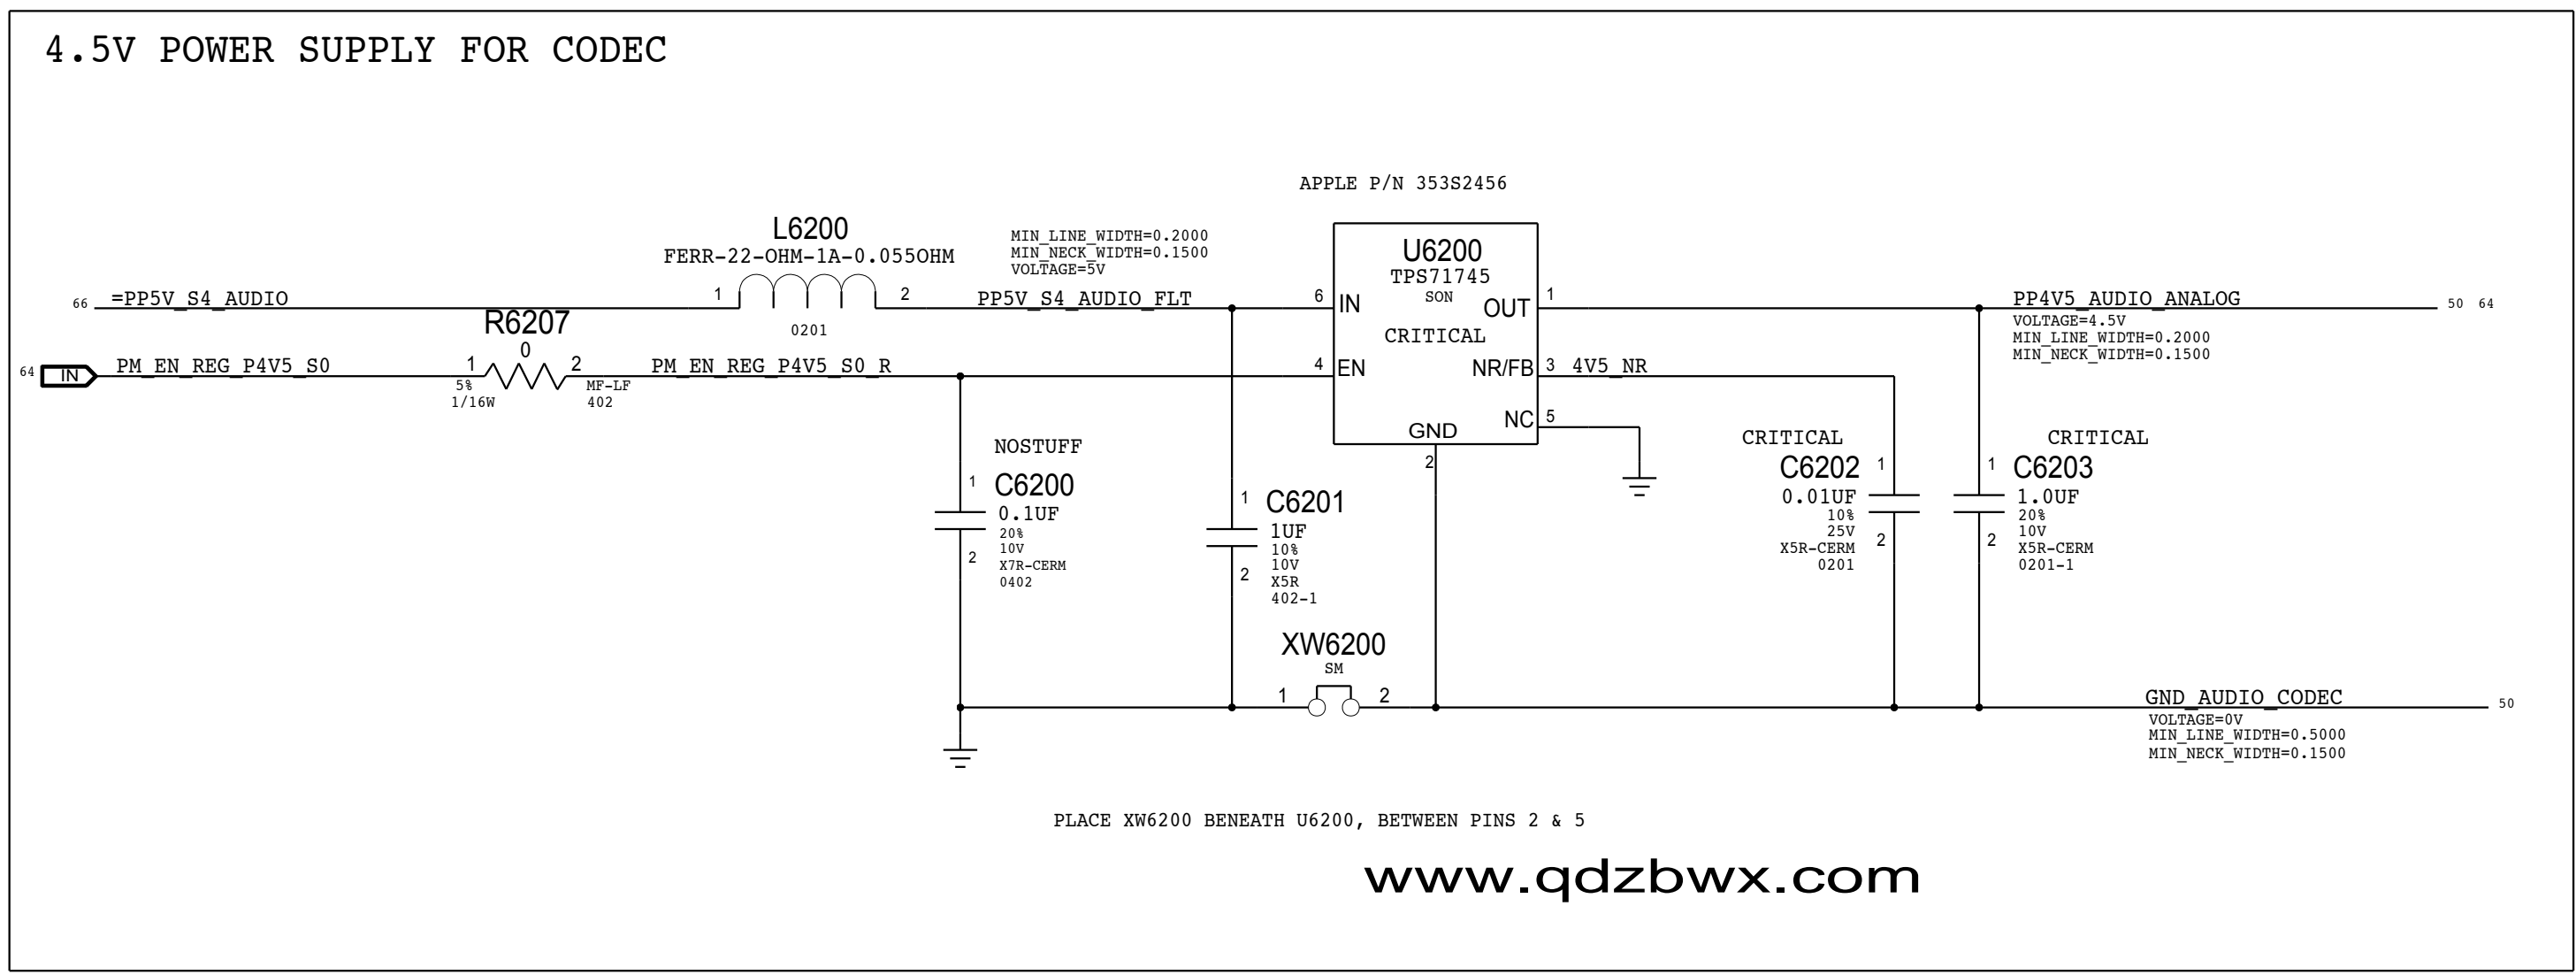 4.5V POWER SUPPLY FOR CODEC
APPLE P/N 353S2456
L6200
FERR-22-OHM-1A-0.055OHM
1
2
0201
MIN_LINE_WIDTH=0.2000
MIN_NECK_WIDTH=0.1500
VOLTAGE=5V
66 =PP5V_S4_AUDIO
PP5V_S4_AUDIO_FLT
R6207
0
64 IN PM_EN_REG_P4V5_S0
1
2
5%
1/16W
MF-LF
402
PM_EN_REG_P4V5_S0_R
U6200
TPS71745
SON
CRITICAL
6 IN
OUT 1
4 EN
NR/FB 3 4V5_NR
NC 5
GND
2
PP4V5_AUDIO_ANALOG 50 64
VOLTAGE=4.5V
MIN_LINE_WIDTH=0.2000
MIN_NECK_WIDTH=0.1500
NOSTUFF
1
C6200
0.1UF
20%
10V
2
X7R-CERM
0402
1
C6201
1UF
10%
10V
2
X5R
402-1
CRITICAL
C6202 1
0.01UF
10%
25V
2
X5R-CERM
0201
CRITICAL
1 C6203
1.0UF
20%
10V
2
X5R-CERM
0201-1
XW6200
SM
1
2
GND_AUDIO_CODEC 50
VOLTAGE=0V
MIN_LINE_WIDTH=0.5000
MIN_NECK_WIDTH=0.1500
PLACE XW6200 BENEATH U6200, BETWEEN PINS 2 & 5
www.qdzbwx.com